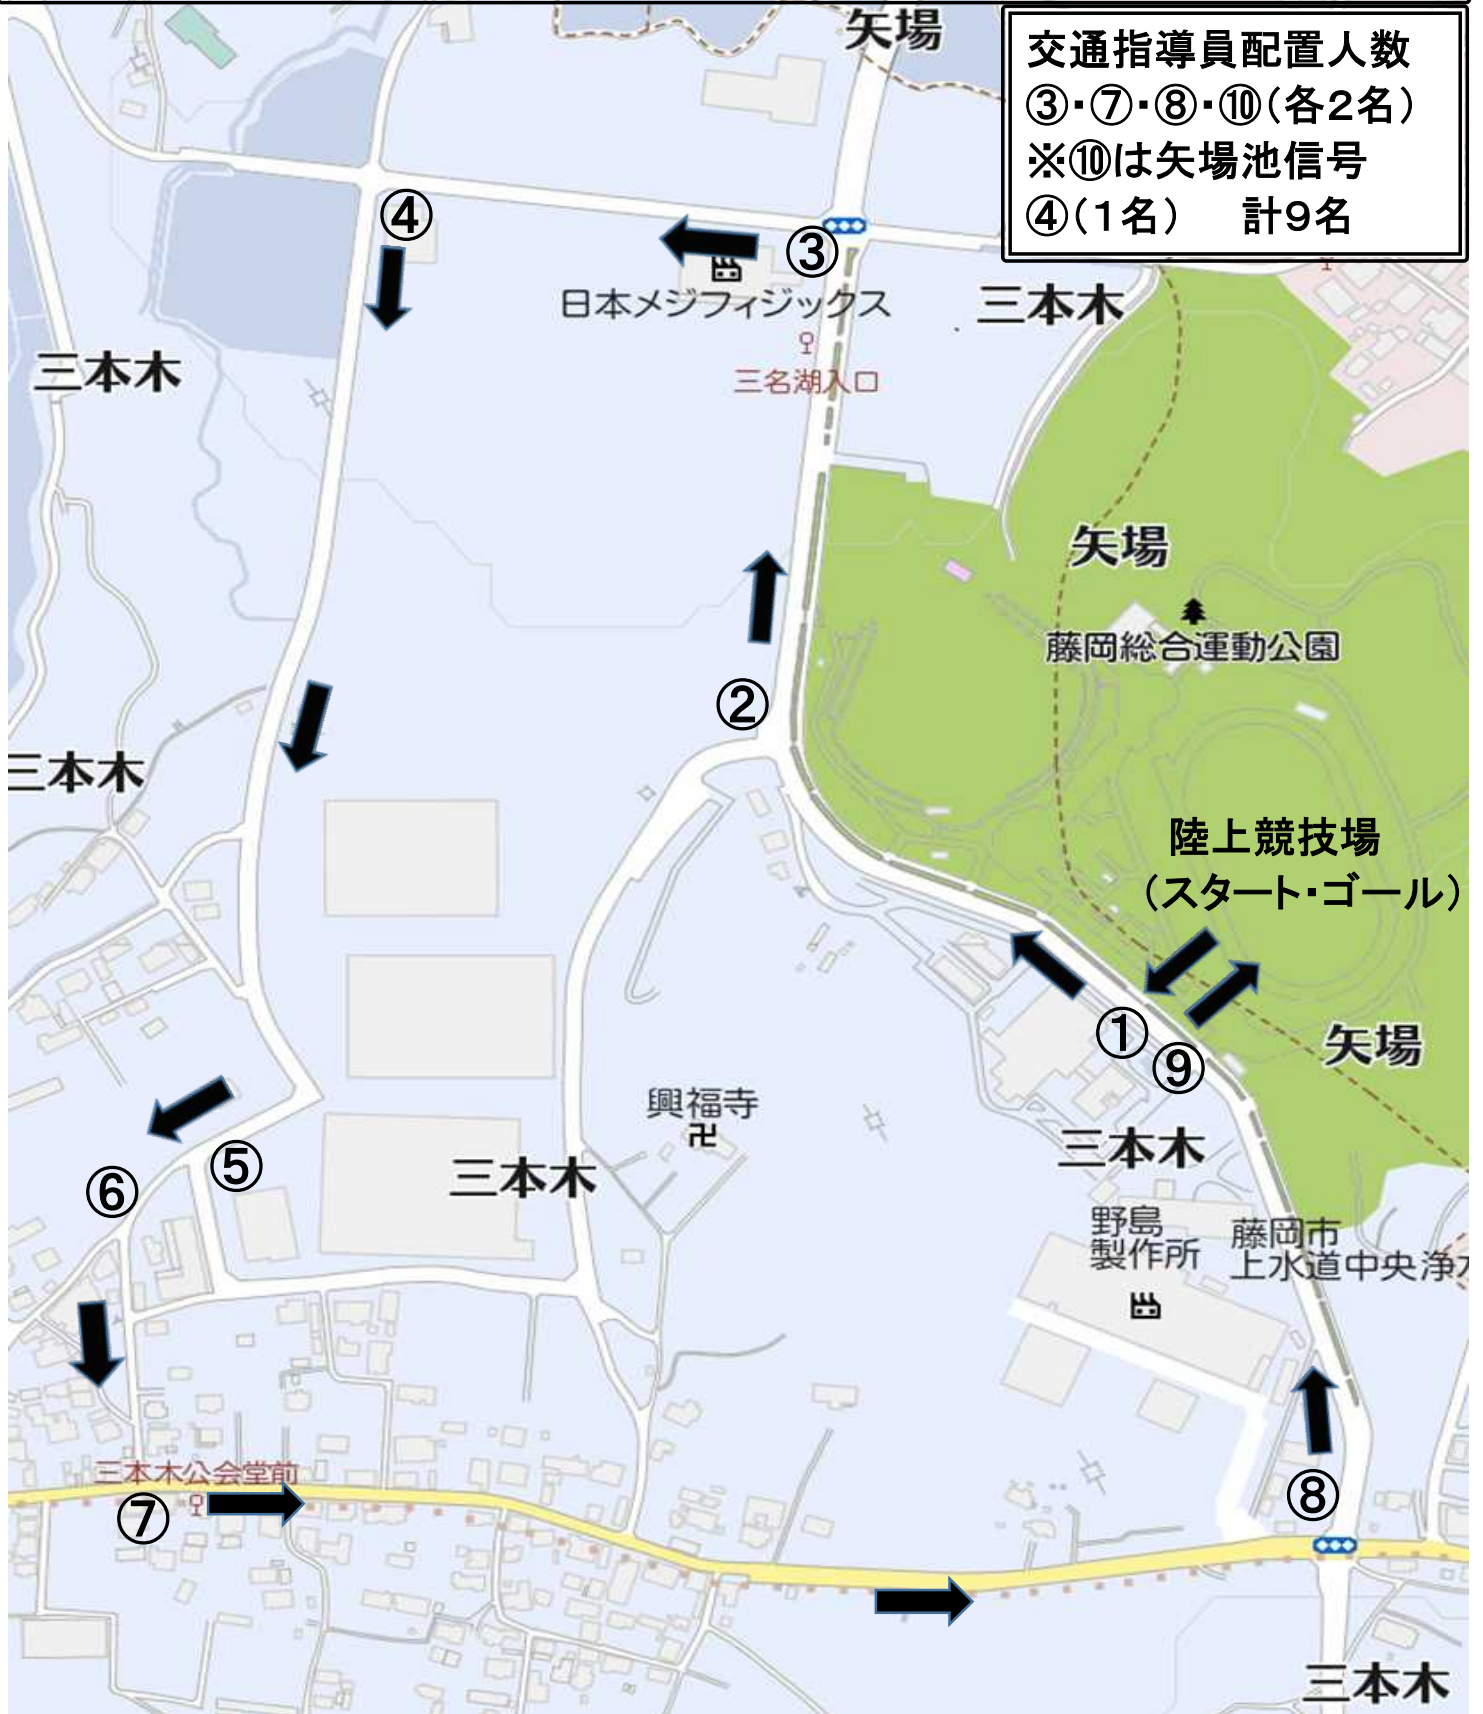 矢場
交通指導員配置人数
③・⑦・⑧・⑩(各2名)
※⑩は矢場池信号
④(1名) 計9名
④
③
日本メジフィジックス
三本木
三名湖入口
三本木
矢場
藤岡総合運動公園
②
三本木
陸上競技場
(スタート・ゴール)
①
⑨
矢場
興福寺
三本木
⑤
⑥
三本木
野島
製作所
藤岡市
上水道中央浄水
三本木公会堂前
⑦
⑧
三本木